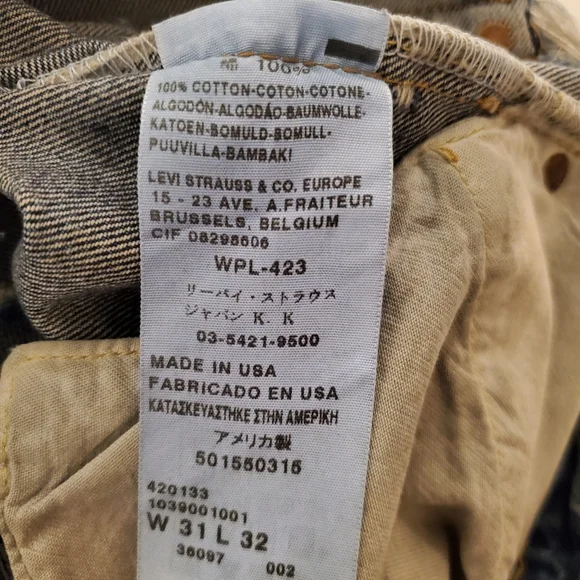 綿 100%
100% COTTON-COTON-COTONE-
ALGODÓN-ALGODÃO-BAUMWOLLE-
KATOEN-BOMULD-BOMULL-
PUUVILLA-BAMBAKI
LEVI STRAUSS & CO. EUROPE
15 - 23 AVE, A.FRAITEUR
BRUSSELS, BELGIUM
CIF 08298606
WPL-423
リーバイ・ストラウス
ジャパン K. K
03-5421-9500
MADE IN USA
FABRICADO EN USA
ΚΑΤΑΣΚΕΥΑΣΤΗΚΕ ΣΤΗΝ ΑΜΕΡΙΚΗ
アメリカ製
501550315
420133
1039001001
W 31 L 32
36097 002